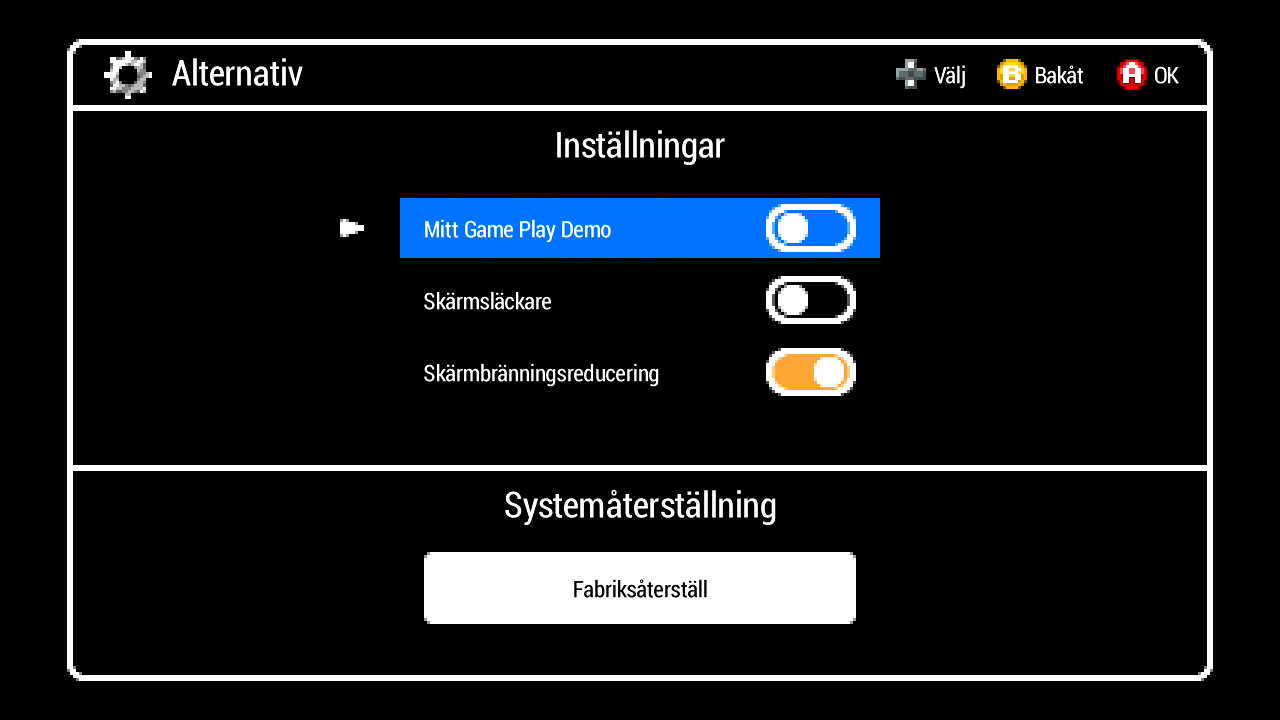 Alternativ
Välj
B Bakåt
A OK
Inställningar
Mitt Game Play Demo
Skärmsläckare
Skärmbränningsreducering
Systemåterställning
Fabriksåterställ